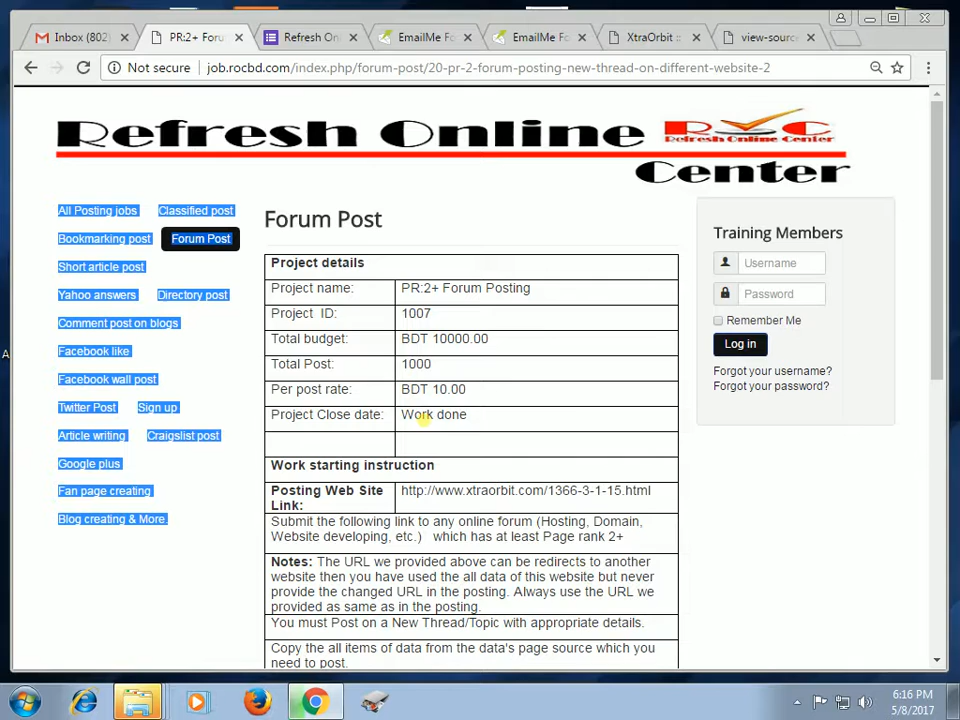 Inbox (802)
PR:2+ Foru
Refresh On
EmailMe Fo
EmailMe Fo
XtraOrbit ::
view-source
Not secure
job.rocbd.com/index.php/forum-post/20-pr-2-forum-posting-new-thread-on-different-website-2
Refresh Online Center
ROC
Refresh Online Center
All Posting jobs
Classified post
Bookmarking post
Forum Post
Short article post
Yahoo answers
Directory post
Comment post on blogs
Facebook like
Facebook wall post
Twitter Post
Sign up
Article writing
Craigslist post
Google plus
Fan page creating
Blog creating & More.
Forum Post
Project details
Project name: PR:2+ Forum Posting
Project ID: 1007
Total budget: BDT 10000.00
Total Post: 1000
Per post rate: BDT 10.00
Project Close date: Work done
Work starting instruction
Posting Web Site Link: http://www.xtraorbit.com/1366-3-1-15.html
Submit the following link to any online forum (Hosting, Domain,
Website developing, etc.) which has at least Page rank 2+
Notes: The URL we provided above can be redirects to another
website then you have used the all data of this website but never
provide the changed URL in the posting. Always use the URL we
provided as same as in the posting.
You must Post on a New Thread/Topic with appropriate details.
Copy the all items of data from the data's page source which you
need to post.
Training Members
Username
Password
Remember Me
Log in
Forgot your username?
Forgot your password?
6:16 PM
5/8/2017